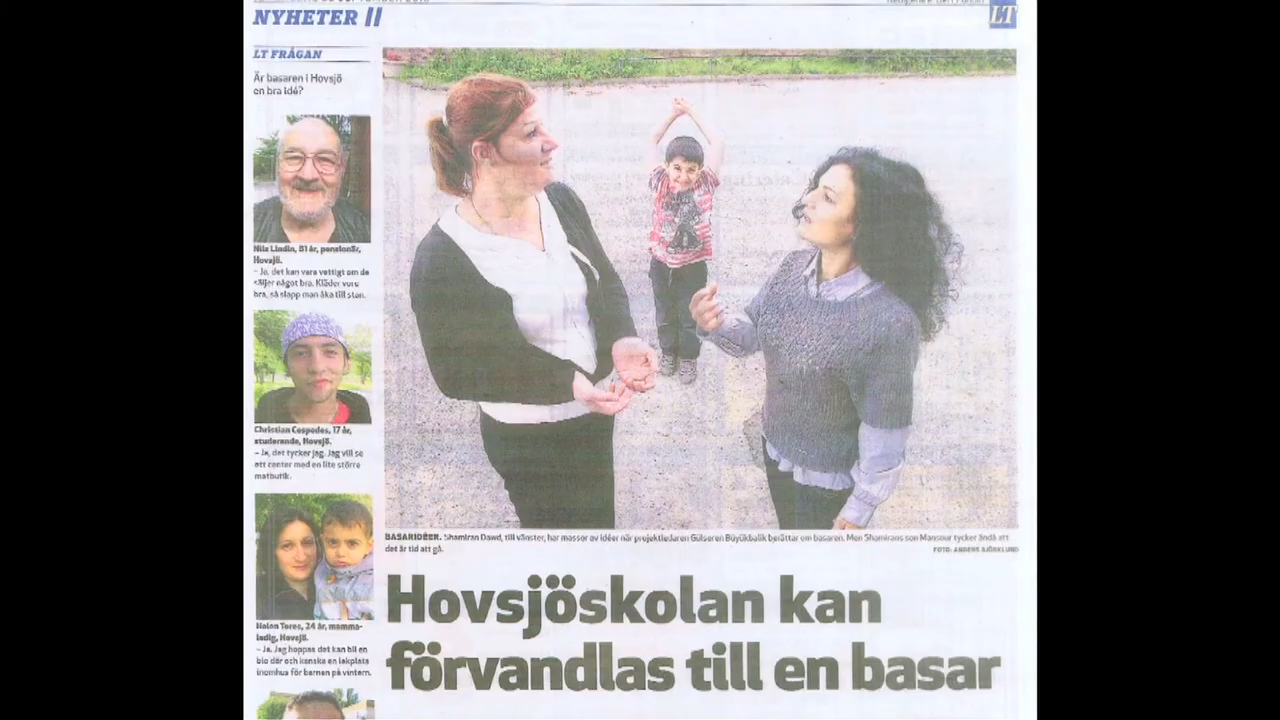 NYHETER //
LT
LT FRÅGAN
Är basaren i Hovsjö
en bra idé?
Nils Lindin, 81 år, pensionär,
Hovsjö.
– Ja, det kan vara vettigt om de
säljer något bra. Kläder vore
bra, så slapp man åka till stan.
Christian Cespedes, 17 år,
studerande, Hovsjö.
– Ja, det tycker jag. Jag vill se
ett center med en lite större
matbutik.
Helen Toros, 24 år, mamma-
ledig, Hovsjö.
– Ja. Jag hoppas det kan bli en
bio där och kanske en lekplats
inomhus för barnen på vintern.
BASARIDÉER. Shamiran Dawd, till vänster, har massor av idéer när projektledaren Gülseren Büyükbalik berättar om basaren. Men Shamirans son Mansour tycker ändå att
det är tid att gå.
FOTO: ANDERS BJÖRKLUND
Hovsjöskolan kan
förvandlas till en basar